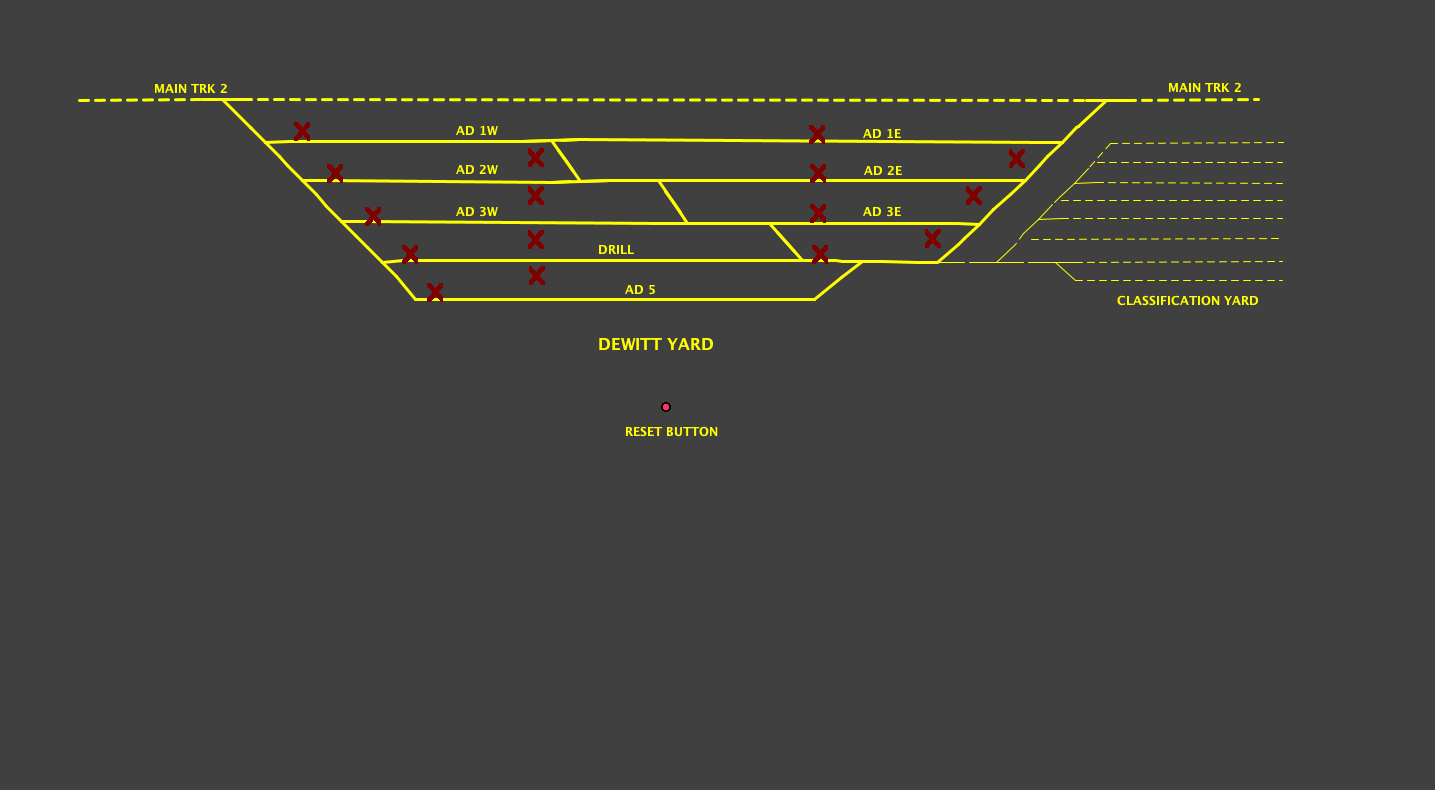 MAIN TRK 2
MAIN TRK 2
AD 1W
AD 1E
AD 2W
AD 2E
AD 3W
AD 3E
DRILL
AD 5
CLASSIFICATION YARD
DEWITT YARD
RESET BUTTON